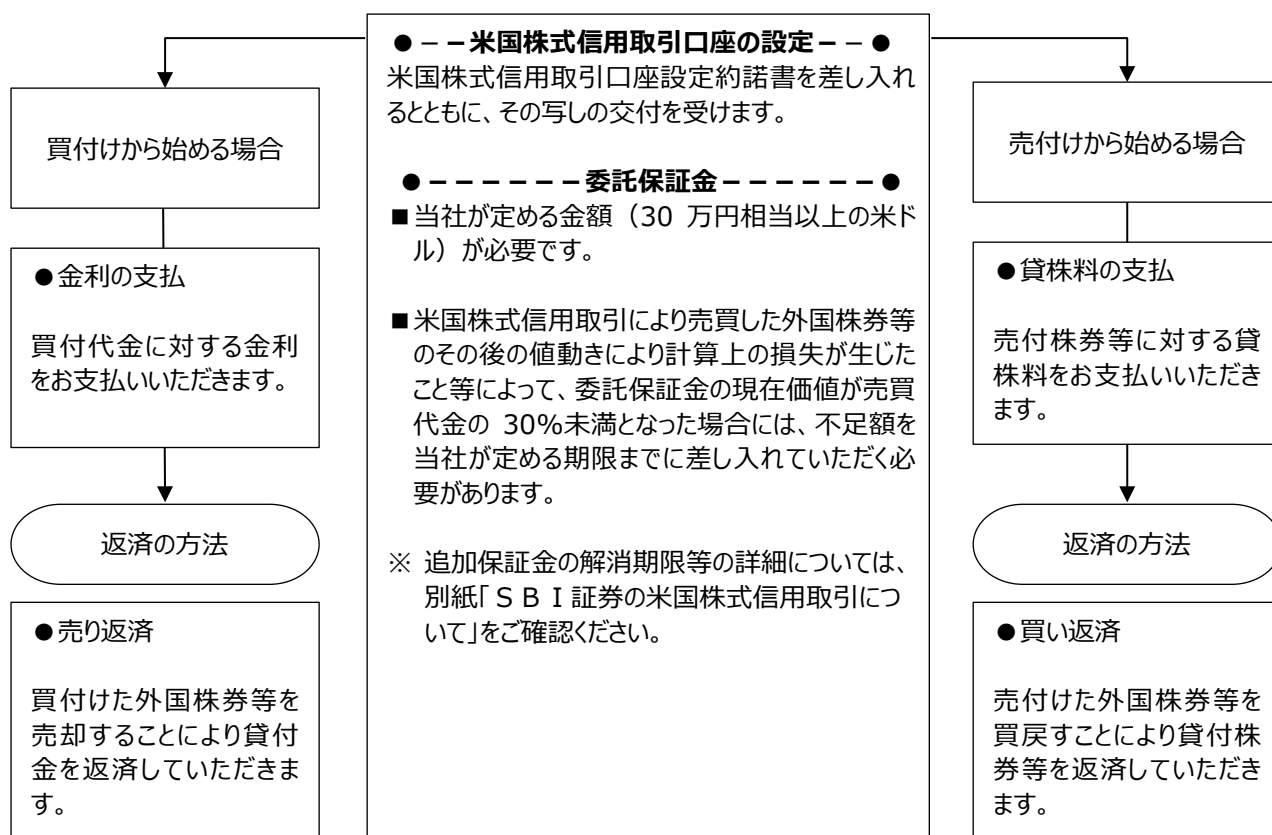 ●－－米国株式信用取引口座の設定－－●
米国株式信用取引口座設定約諾書を差し入れ
るとともに、その写しの交付を受けます。
●－－－－－－委託保証金－－－－－－●
■当社が定める金額（30 万円相当以上の米ド
ル）が必要です。
■米国株式信用取引により売買した外国株券等
のその後の値動きにより計算上の損失が生じた
こと等によって、委託保証金の現在価値が売買
代金の 30％未満となった場合には、不足額を
当社が定める期限までに差し入れていただく必
要があります。
※ 追加保証金の解消期限等の詳細については、
別紙「ＳＢＩ証券の米国株式信用取引につ
いて」をご確認ください。
買付けから始める場合
●金利の支払
買付代金に対する金利
をお支払いいただきます。
返済の方法
●売り返済
買付けた外国株券等を
売却することにより貸付
金を返済していただきま
す。
売付けから始める場合
●貸株料の支払
売付株券等に対する貸
株料をお支払いいただき
ます。
返済の方法
●買い返済
売付けた外国株券等を
買戻すことにより貸付株
券等を返済していただき
ます。